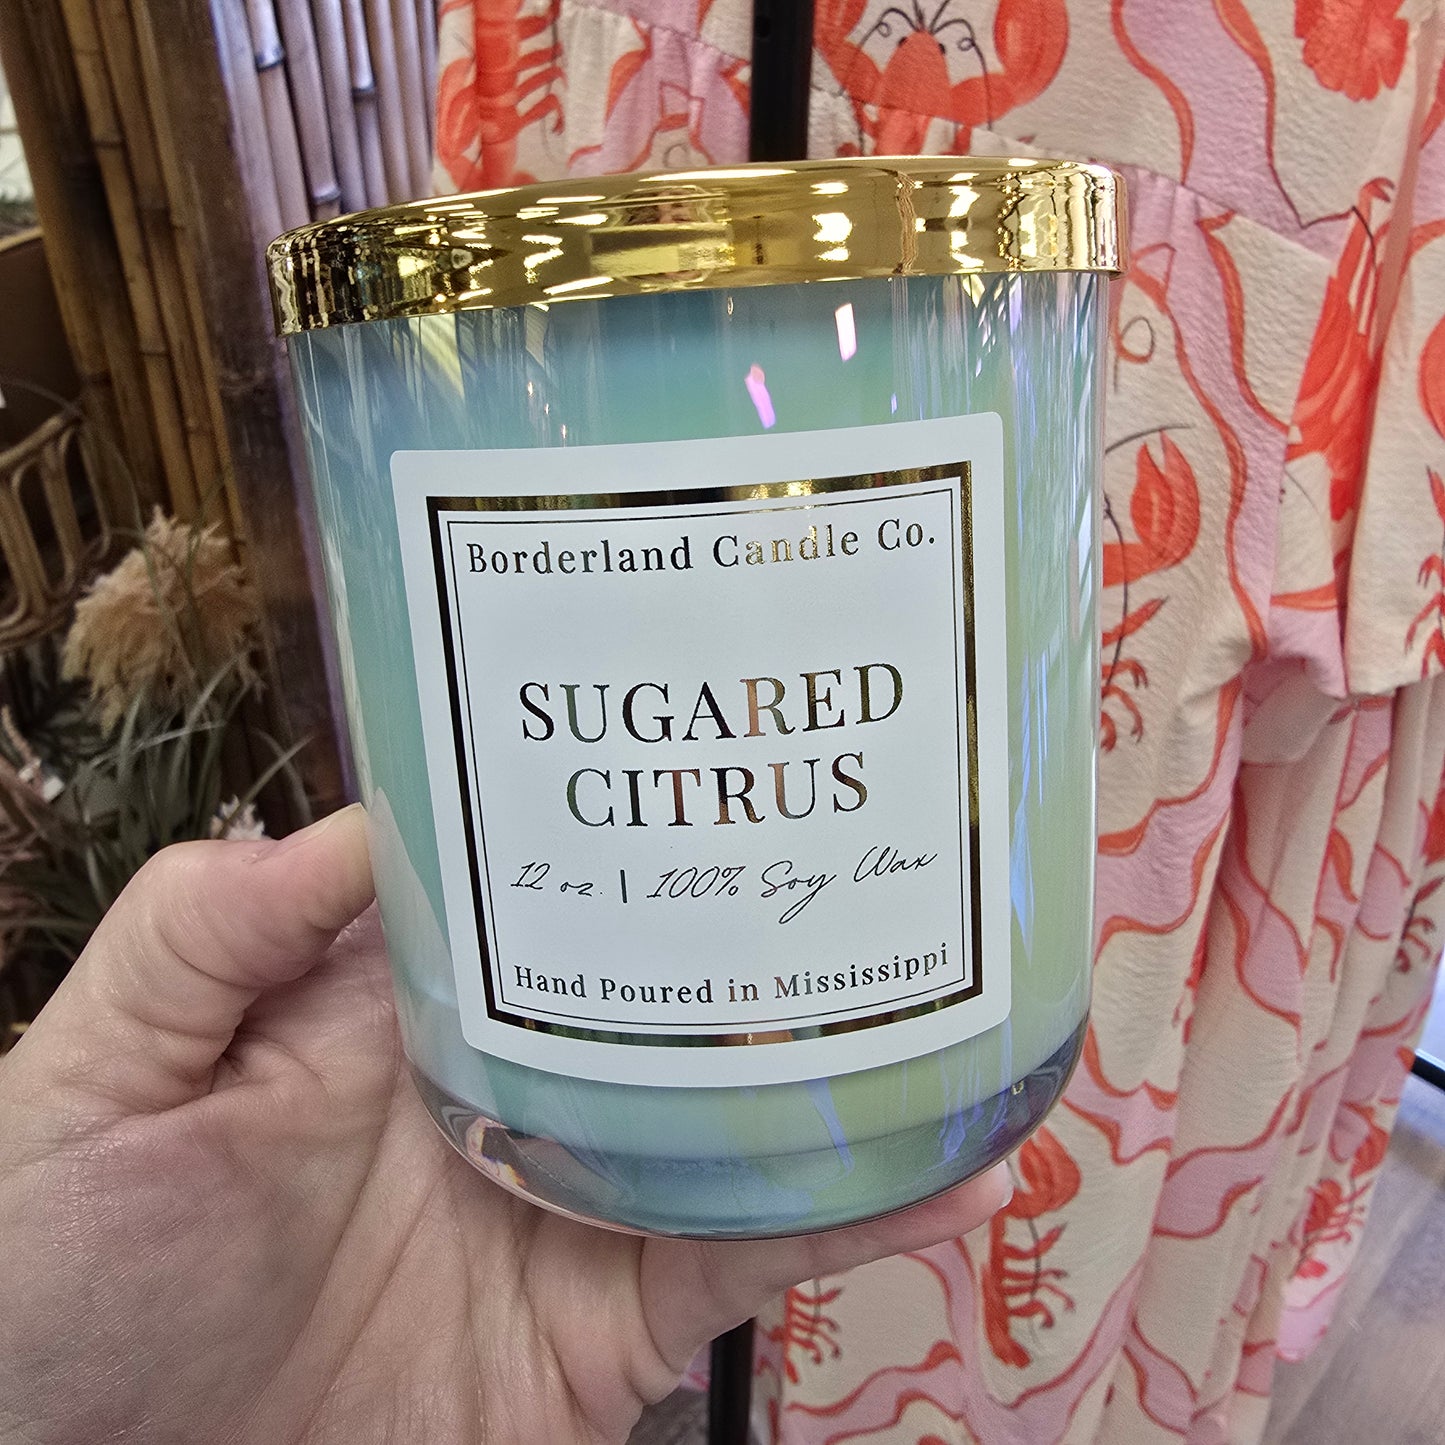 Borderland Candle Co.
SUGARED
CITRUS
12 oz. | 100% Soy Wax
Hand Poured in Mississippi